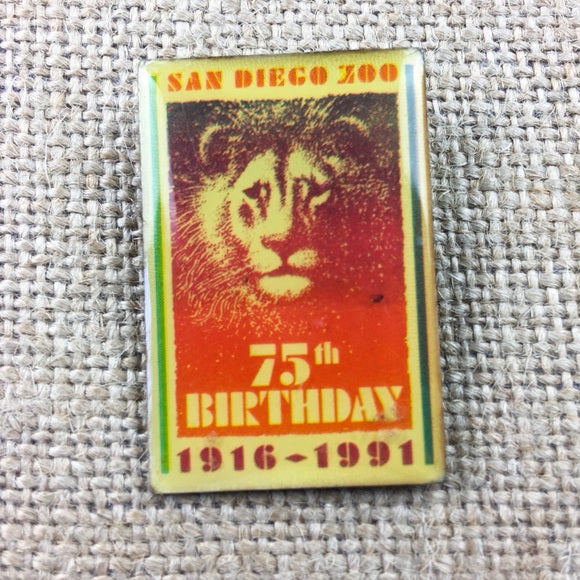 SAN DIEGO ZOO
75th
BIRTHDAY
1916-1991